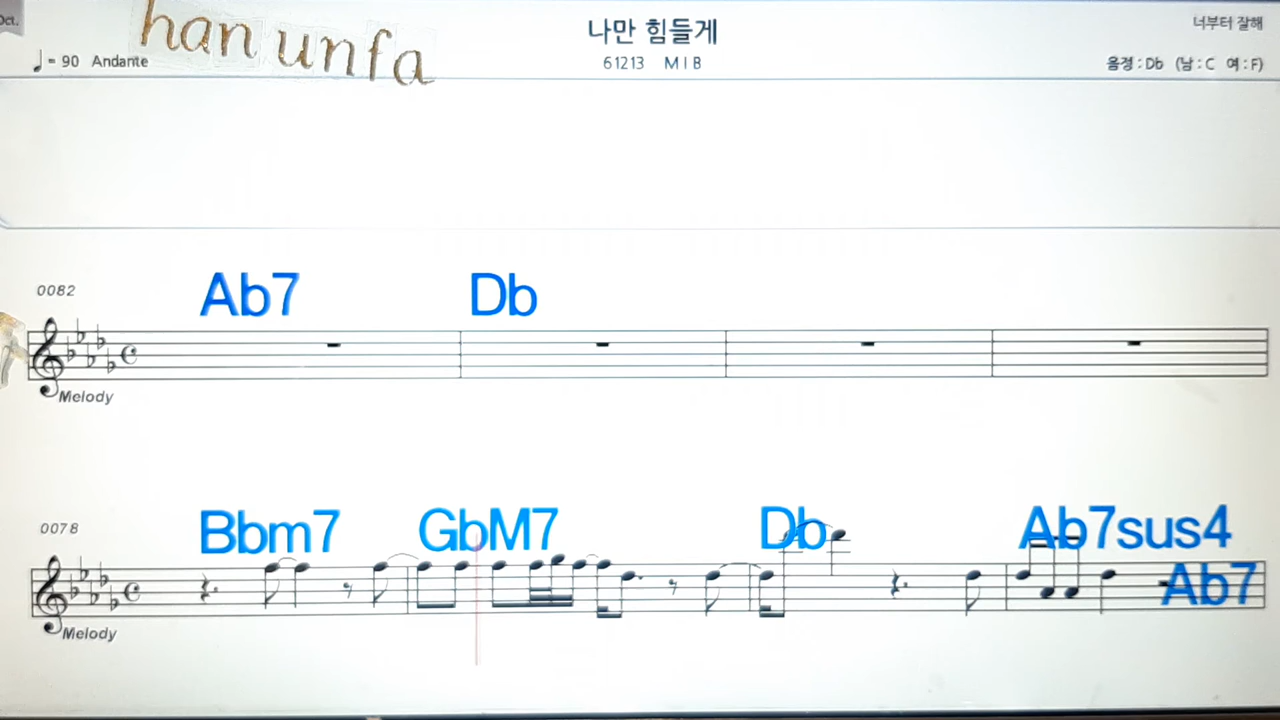 Oct.
han unfa
나만 힘들게
너부터 잘해
♩= 90 Andante
61213 MIB
음정 : Db (남 : C 여 : F)
0082
Ab7 Db
Melody
0078
Bbm7 GbM7 Db Ab7sus4
Ab7
Melody